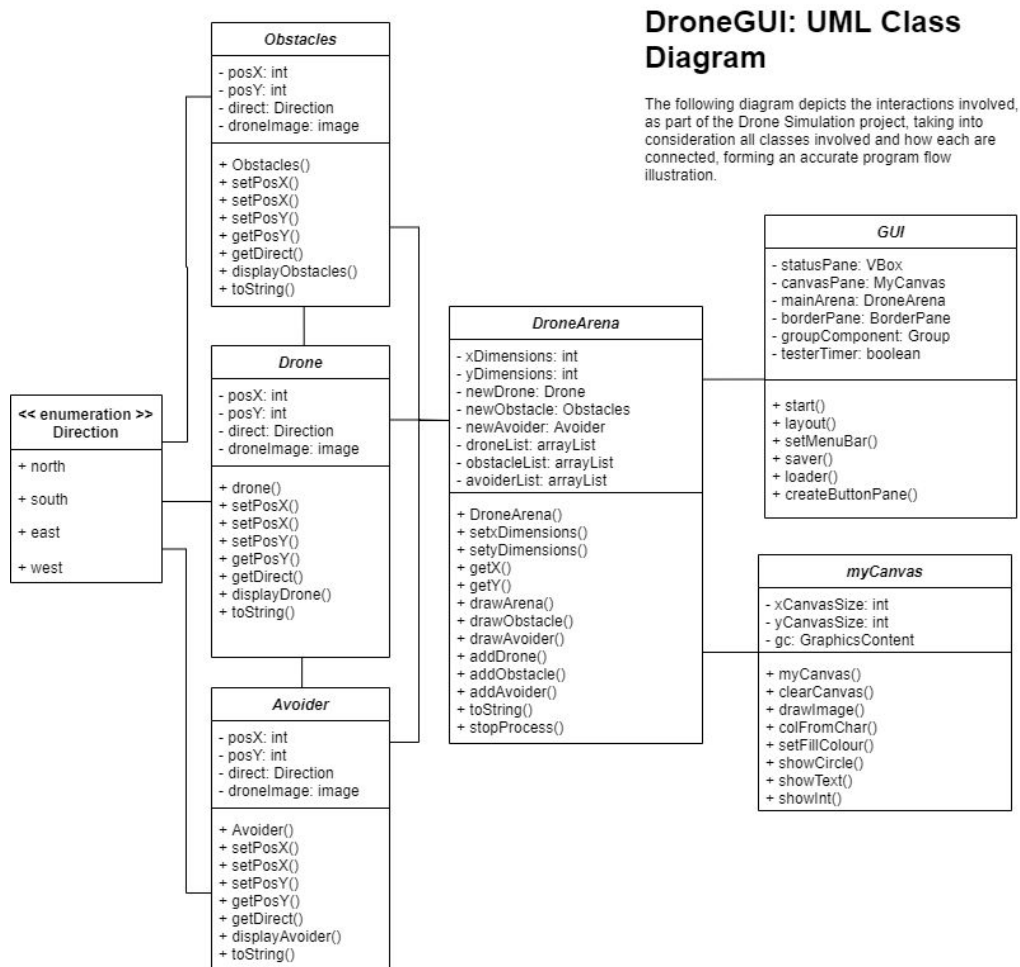 DroneGUI: UML Class
Diagram
The following diagram depicts the interactions involved,
as part of the Drone Simulation project, taking into
consideration all classes involved and how each are
connected, forming an accurate program flow
illustration.
Obstacles
- posX: int
- posY: int
- direct: Direction
- droneImage: image
+ Obstacles()
+ setPosX()
+ setPosX()
+ setPosY()
+ getPosY()
+ getDirect()
+ displayObstacles()
+ toString()
Drone
- posX: int
- posY: int
- direct: Direction
- droneImage: image
+ drone()
+ setPosX()
+ setPosX()
+ setPosY()
+ getPosY()
+ getDirect()
+ displayDrone()
+ toString()
<< enumeration >>
Direction
+ north
+ south
+ east
+ west
Avoider
- posX: int
- posY: int
- direct: Direction
- droneImage: image
+ Avoider()
+ setPosX()
+ setPosX()
+ setPosY()
+ getPosY()
+ getDirect()
+ displayAvoider()
+ toString()
DroneArena
- xDimensions: int
- yDimensions: int
- newDrone: Drone
- newObstacle: Obstacles
- newAvoider: Avoider
- droneList: arrayList
- obstacleList: arrayList
- avoiderList: arrayList
+ DroneArena()
+ setxDimensions()
+ setyDimensions()
+ getX()
+ getY()
+ drawArena()
+ drawObstacle()
+ drawAvoider()
+ addDrone()
+ addObstacle()
+ addAvoider()
+ toString()
+ stopProcess()
GUI
- statusPane: VBox
- canvasPane: MyCanvas
- mainArena: DroneArena
- borderPane: BorderPane
- groupComponent: Group
- testerTimer: boolean
+ start()
+ layout()
+ setMenuBar()
+ saver()
+ loader()
+ createButtonPane()
myCanvas
- xCanvasSize: int
- yCanvasSize: int
- gc: GraphicsContent
+ myCanvas()
+ clearCanvas()
+ drawImage()
+ colFromChar()
+ setFillColour()
+ showCircle()
+ showText()
+ showInt()